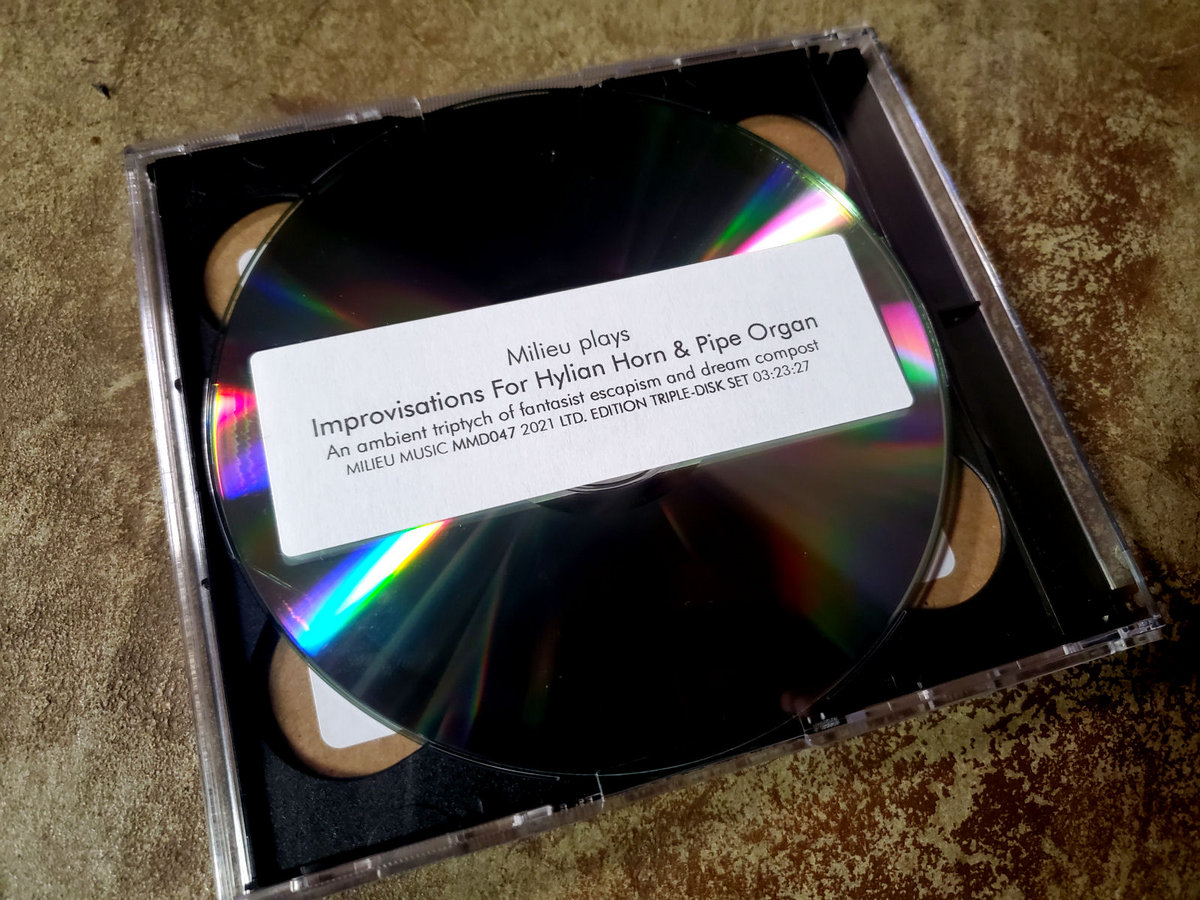 Milieu plays
Improvisations For Hylian Horn & Pipe Organ
An ambient triptych of fantasist escapism and dream compost
MILIEU MUSIC MMD047 2021 LTD. EDITION TRIPLE-DISK SET 03:23:27